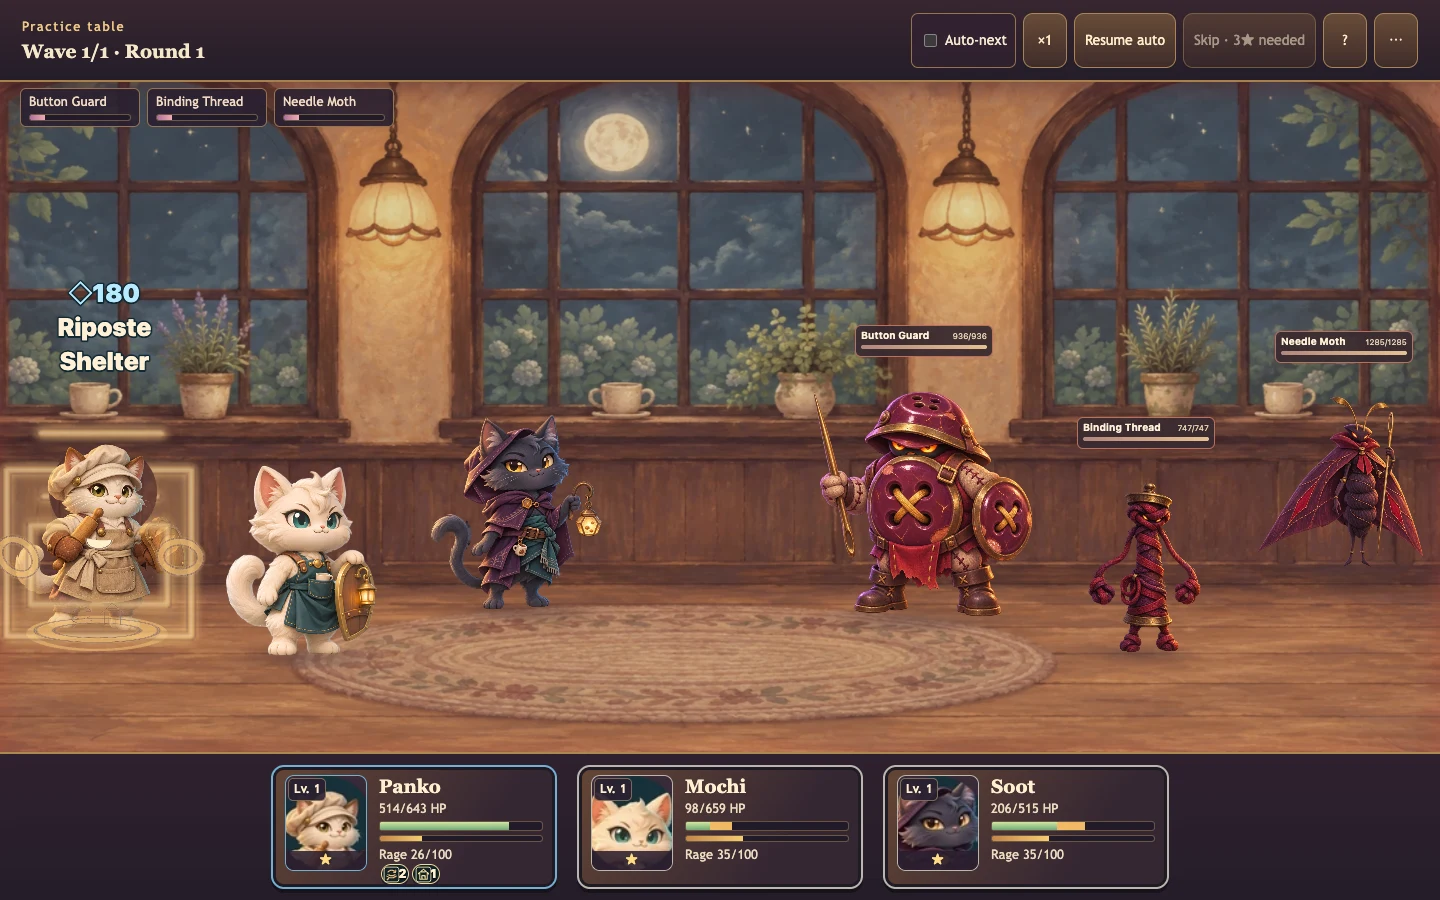 Practice table
Wave 1/1 · Round 1
Auto-next
×1
Resume auto
Skip · 3★ needed
?
...
Button Guard
Binding Thread
Needle Moth
◇180
Riposte
Shelter
Button Guard 936/936
Needle Moth 1285/1285
Binding Thread 747/747
Lv. 1
Panko
514/643 HP
Rage 26/100
2
1
Lv. 1
Mochi
98/659 HP
Rage 35/100
Lv. 1
Soot
206/515 HP
Rage 35/100